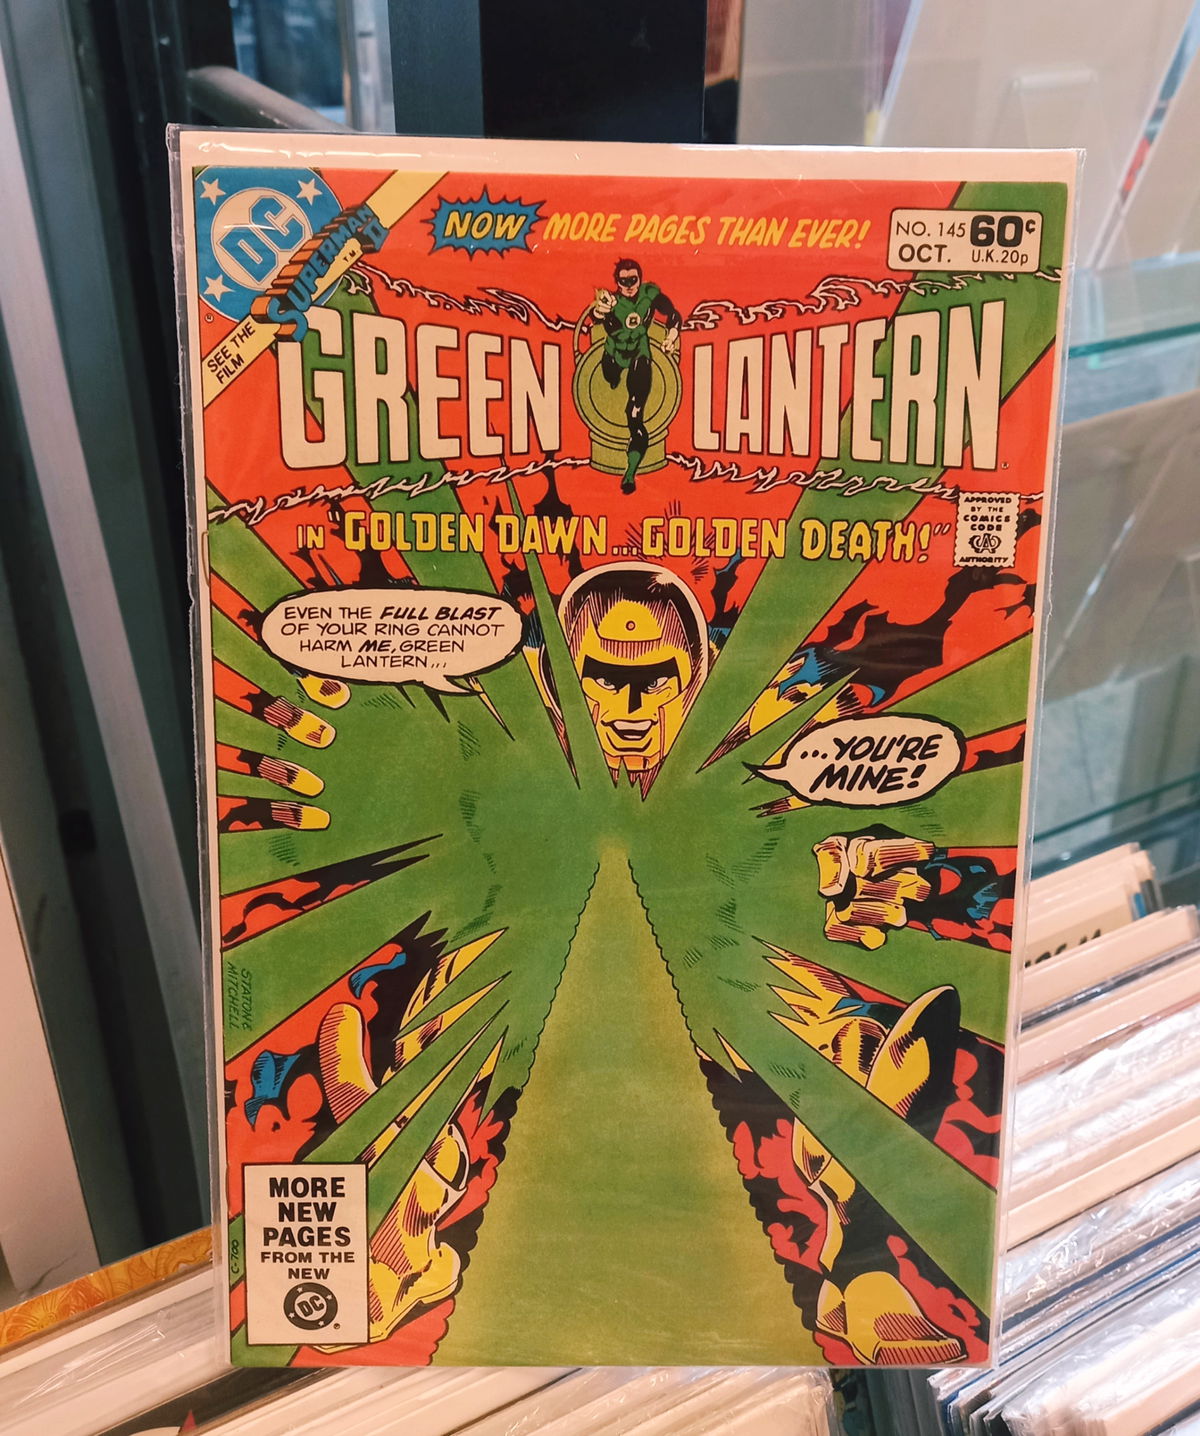 DC
SUPERMAN II
T.M.
SEE THE
FILM
NOW MORE PAGES THAN EVER!
NO. 145 60¢
OCT. U.K. 20p
GREEN LANTERN
IN "GOLDEN DAWN...GOLDEN DEATH!"
APPROVED
BY THE
COMICS
CODE
CA
AUTHORITY
EVEN THE FULL BLAST
OF YOUR RING CANNOT
HARM ME, GREEN
LANTERN...
...YOU'RE
MINE!
STATON &
MITCHELL
C-700
MORE
NEW
PAGES
FROM THE
NEW
DC